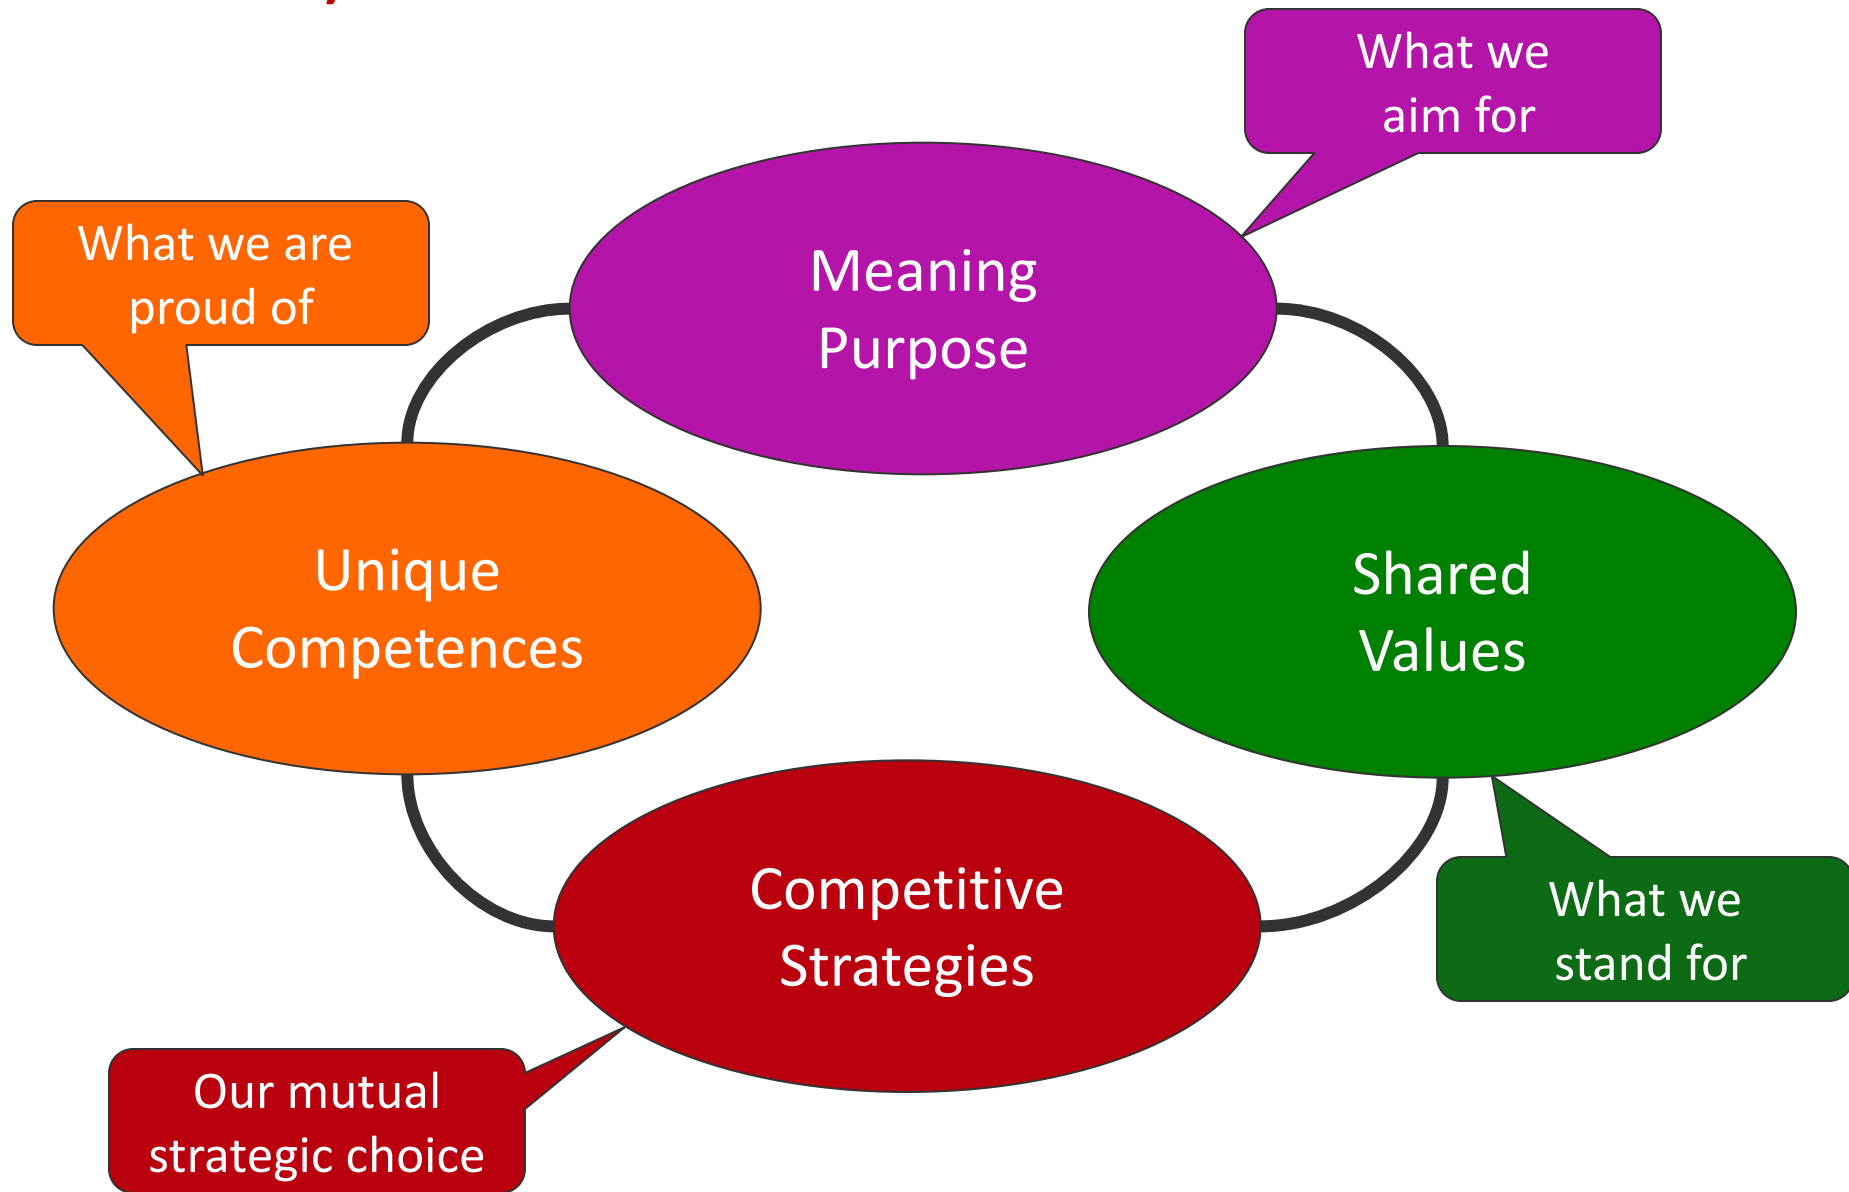 What we
aim for
What we are
proud of
Meaning
Purpose
Unique
Competences
Shared
Values
Competitive
Strategies
What we
stand for
Our mutual
strategic choice